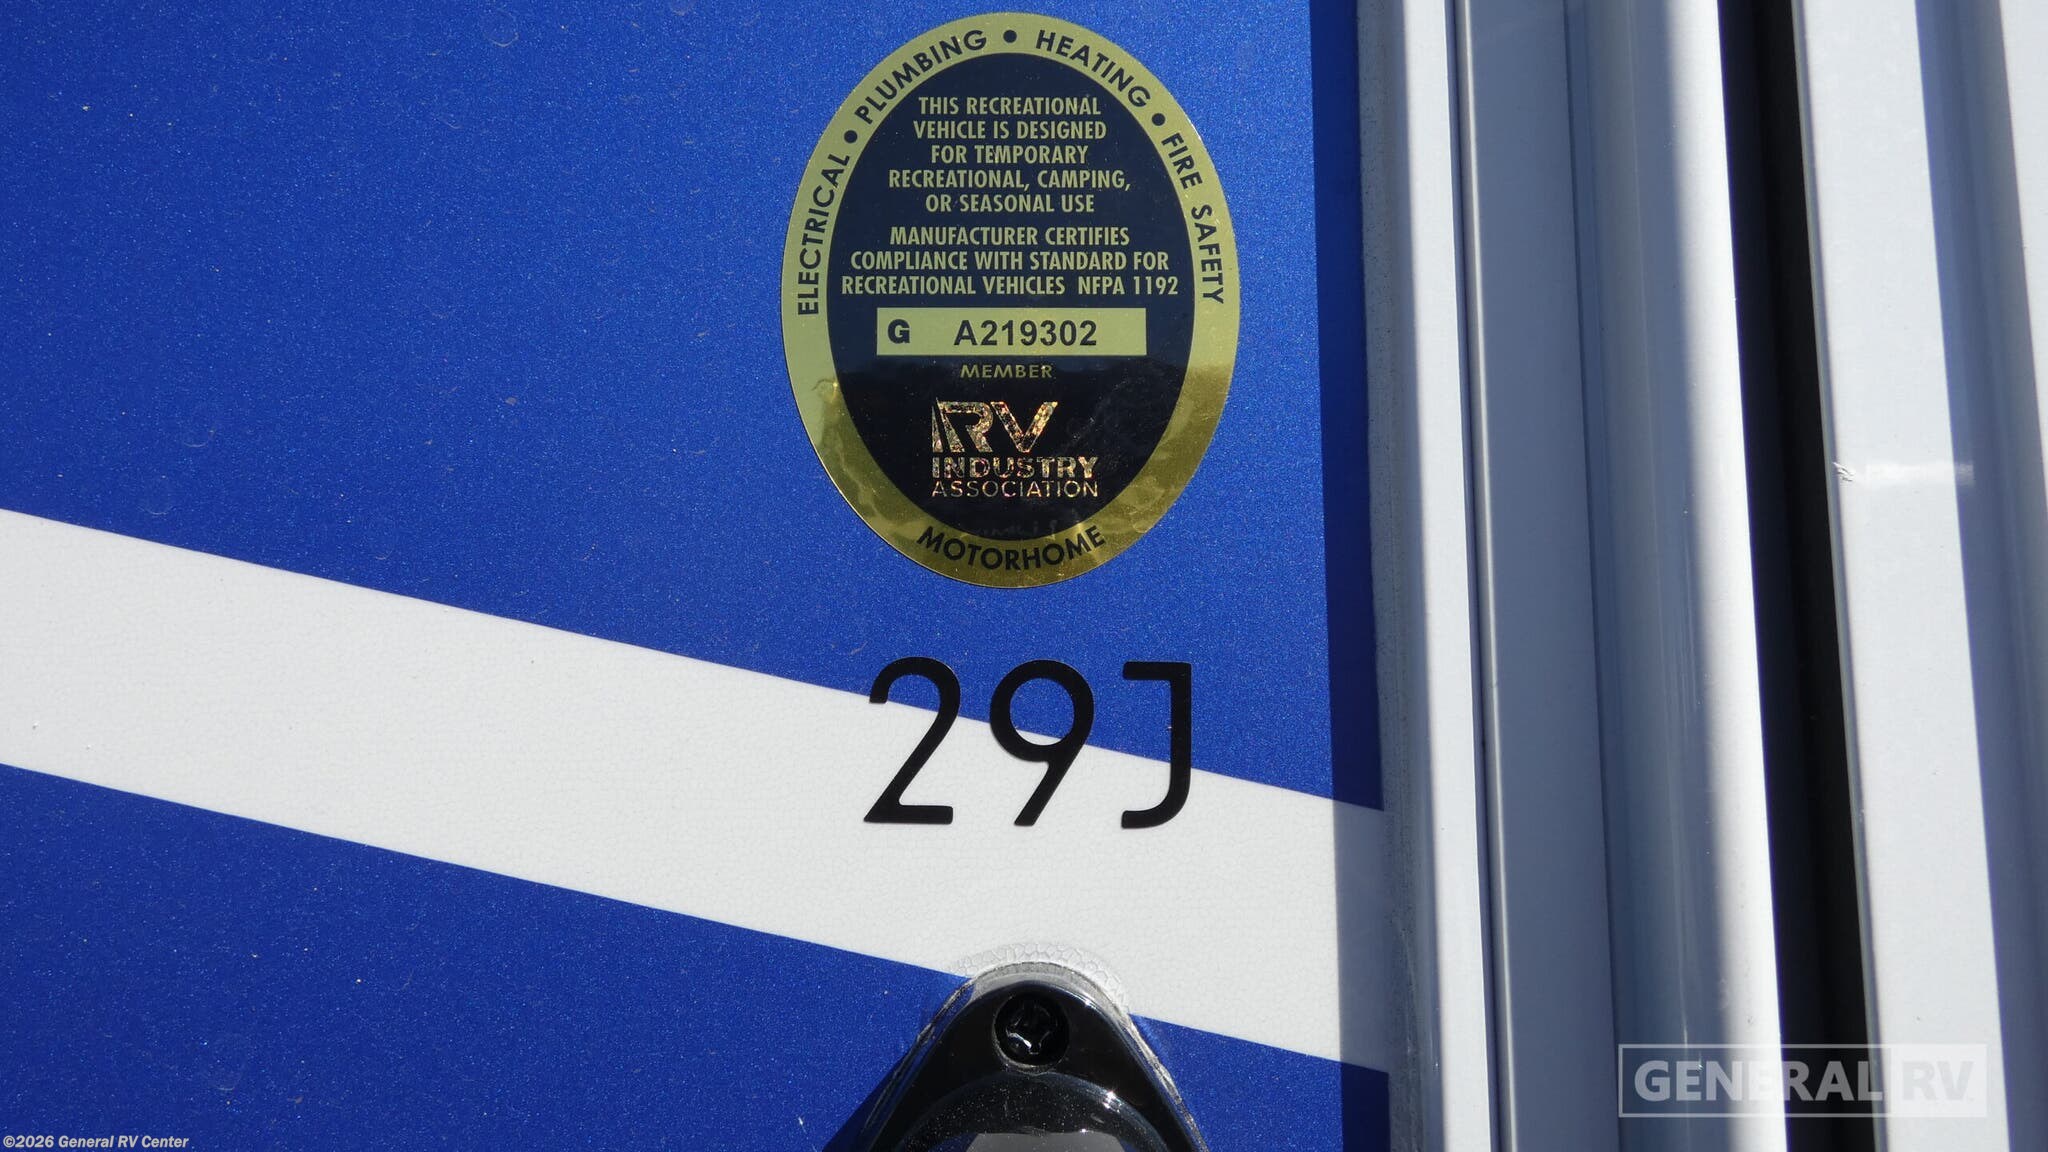 ELECTRICAL • PLUMBING • HEATING • FIRE SAFETY
THIS RECREATIONAL
VEHICLE IS DESIGNED
FOR TEMPORARY
RECREATIONAL, CAMPING,
OR SEASONAL USE
MANUFACTURER CERTIFIES
COMPLIANCE WITH STANDARD FOR
RECREATIONAL VEHICLES NFPA 1192
G A219302
MEMBER
RV
INDUSTRY
ASSOCIATION
MOTORHOME
29J
GENERAL RV
©2026 General RV Center